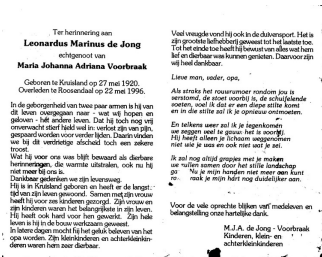 Ter herinnering aan
Leonardus Marinus de Jong
echtgenoot van
Maria Johanna Adriana Voorbraak
Geboren te Kruisland op 27 mei 1920.
Overleden te Roosendaal op 22 mei 1996.
In de geborgenheid van twee paar armen is hij van
dit leven overgegaan naar - wat wij hopen en
geloven - hét andere leven. Dat hij toch nog vrij
onverwacht stierf hield wel in: verlost zijn van pijn,
gespaard worden voor verder lijden. Daarin vinden
we bij dit verdrietige afscheid toch een zekere
troost.
Wat hij voor ons was blijft bewaard als dierbare
herinneringen, die warmte uitstralen, ook nu hij
niet meer bij ons is.
Dankbaar gedenken wij zijn levensweg.
Hij is in Kruisland geboren en heeft er de langst
tijd van zijn leven gewoond. Samen met zijn vrouw
heeft hij voor zes kinderen gezorgd. Zijn vrouw en
zijn kinderen waren het belangrijkste in zijn leven.
Hij heeft ook hard voor hen gewerkt. Zijn hele
leven is hij in de bouw werkzaam geweest.
In latere dagen mocht hij het geluk beleven van het
opa worden. Zijn kleinkinderen en achterkleinkin-
deren waren hem zeer dierbaar.
Veel vreugde vond hij ook in de duivensport. Het is
zijn grootste liefhebberij geweest tot het laatste toe.
Tot het einde toe heeft hij bewust van alles wat hem
lief en dierbaar was kunnen genieten. Daarvoor zijn
wij heel dankbaar.
Lieve man, vader, opa,
Als straks het rouwrumoer rondom jou is
verstomd, de stoet voorbij is, de schuifelende
voeten, voel ik dat er een diepe stilte komt
en in die stilte zal ik je opnieuw ontmoeten.
En telkens weer zal ik je tegenkomen
we zeggen veel te gauw: het is voorbij
Hij heeft alleen je lichaam weggenomen
niet wie je was en ook niet wat je zei.
Ik zal nog altijd grapjes met je maken
we zullen samen door het stille landschap
Nu je mijn handen niet meer aan kunt
raak je mijn hart nog duidelijker aan.
Voor de vele oprechte blijken van medeleven en
belangstelling onze hartelijke dank.
M.J.A. de Jong - Voorbraak
Kinderen, klein- en
achterkleinkinderen